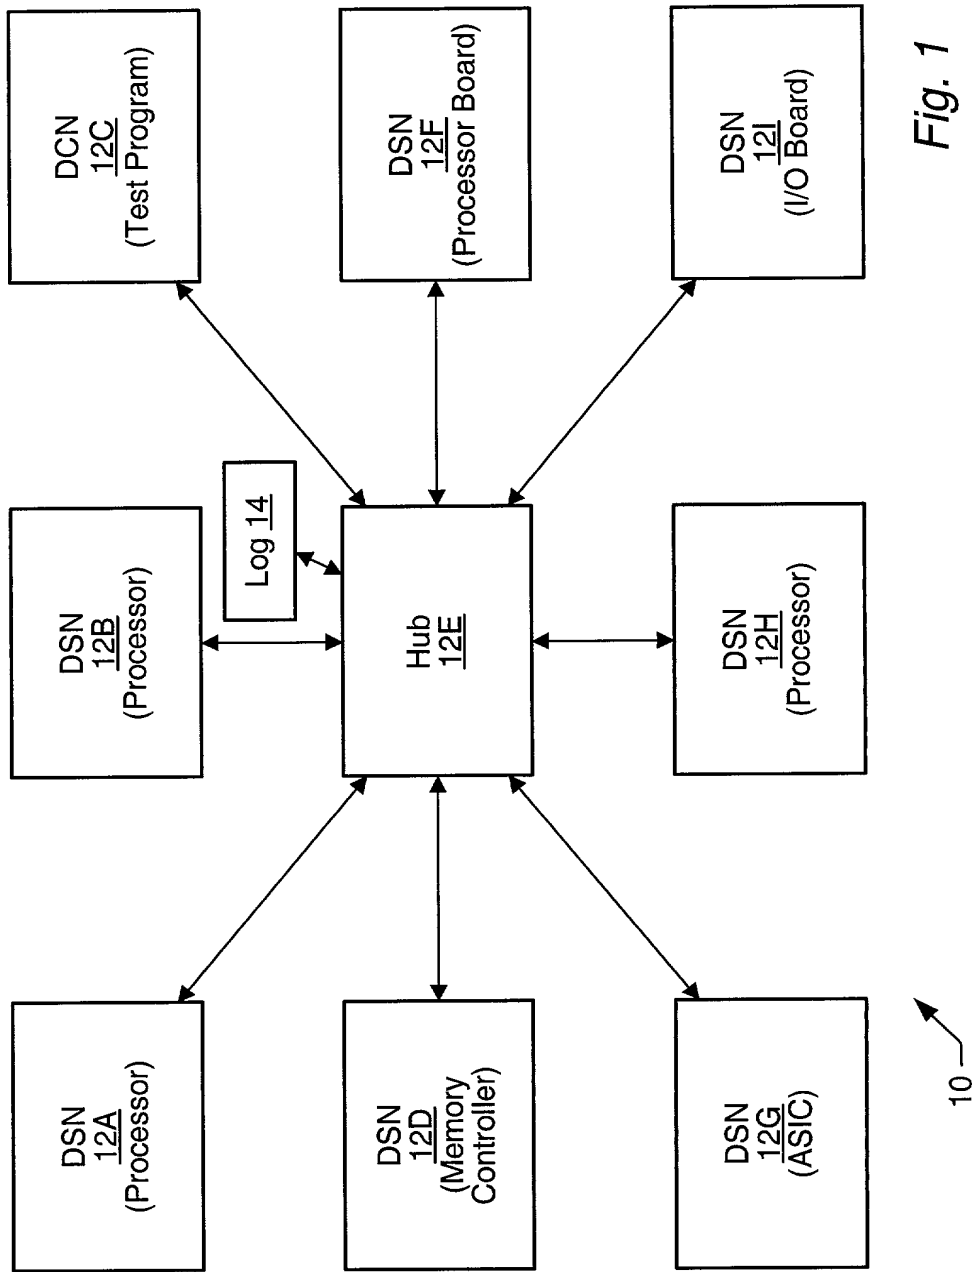 DSN
12A
(Processor)
DSN
12B
(Processor)
DCN
12C
(Test Program)
Log 14
DSN
12D
(Memory
Controller)
Hub
12E
DSN
12F
(Processor Board)
DSN
12G
(ASIC)
DSN
12H
(Processor)
DSN
12I
(I/O Board)
10
Fig. 1